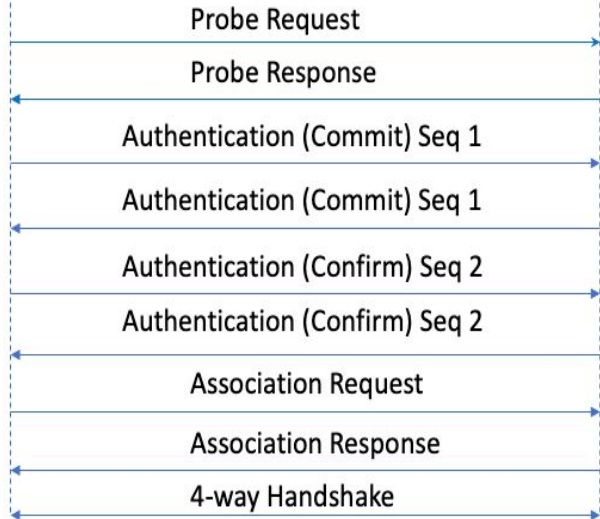 Probe Request
Probe Response
Authentication (Commit) Seq 1
Authentication (Commit) Seq 1
Authentication (Confirm) Seq 2
Authentication (Confirm) Seq 2
Association Request
Association Response
4-way Handshake